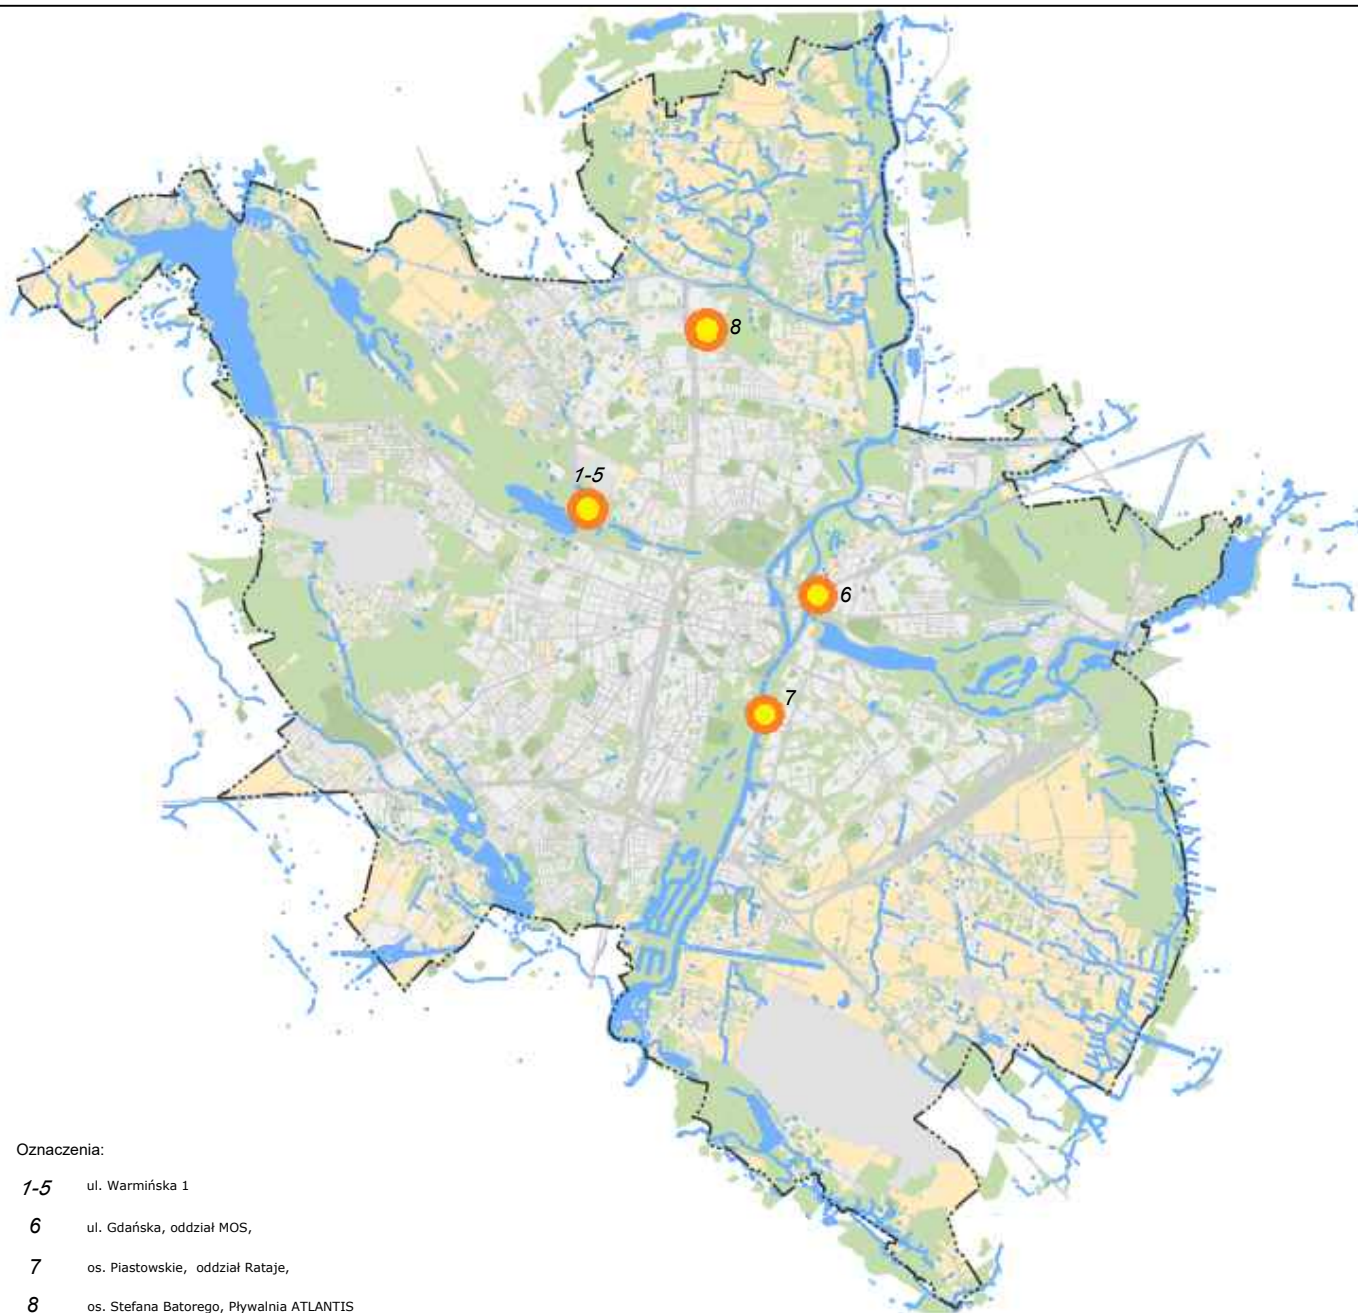 8
1-5
6
7
Oznaczenia:
1-5 ul. Warmińska 1
6 ul. Gdańska, oddział MOS,
7 os. Piastowskie, oddział Rataje,
8 os. Stefana Batorego, Pływalnia ATLANTIS